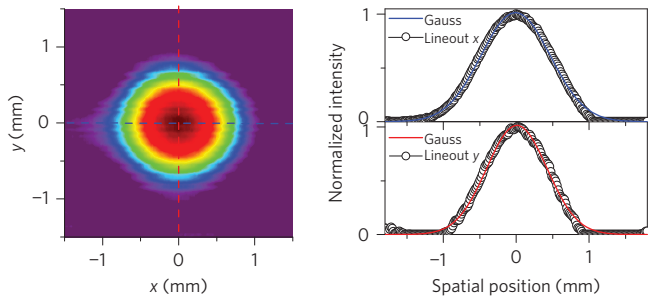 1
0
−1
y (mm)
−1
0
1
x (mm)
Normalized intensity
1
Gauss
Lineout x
0
1
Gauss
Lineout y
0
−1
0
1
Spatial position (mm)